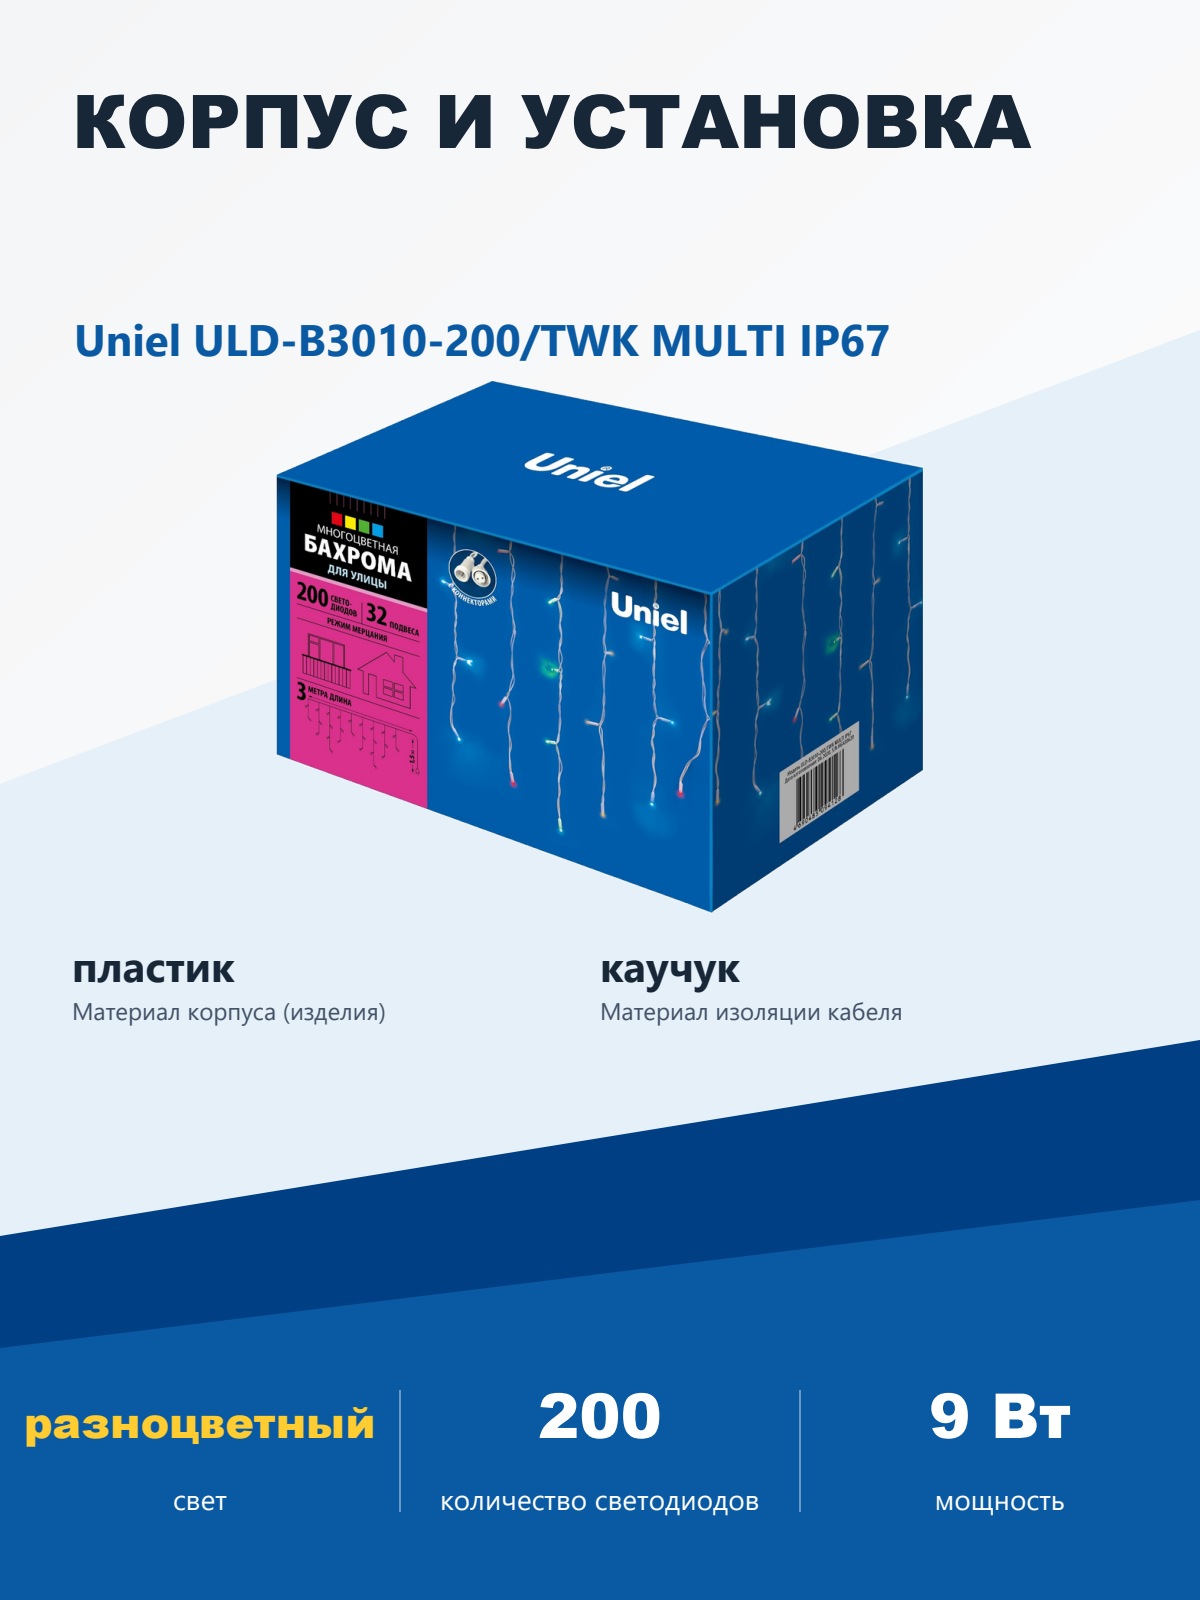 КОРПУС И УСТАНОВКА
Uniel ULD-B3010-200/TWK MULTI IP67
Uniel
МНОГОЦВЕТНАЯ
БАХРОМА
ДЛЯ УЛИЦЫ
200 СВЕТО-
ДИОДОВ
32 ПОДВЕСА
РЕЖИМ МЕРЦАНИЯ
3 МЕТРА ДЛИНА
С КОННЕКТОРАМИ
Uniel
пластик
Материал корпуса (изделия)
каучук
Материал изоляции кабеля
разноцветный
свет
200
количество светодиодов
9 Вт
мощность